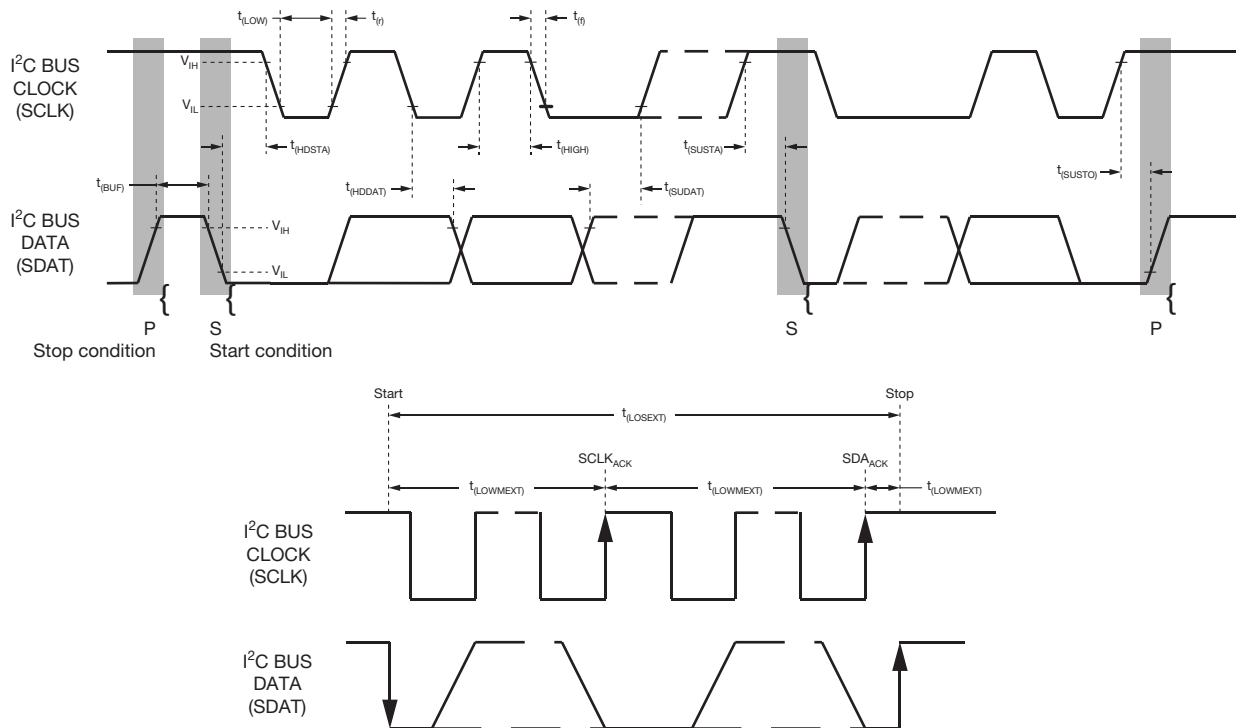 t(LOW)
t(r)
t(f)
I²C BUS
CLOCK
(SCLK)
VIH
VIL
t(HDSTA)
t(HIGH)
t(SUSTA)
t(BUF)
t(HDDAT)
t(SUDAT)
t(SUSTO)
I²C BUS
DATA
(SDAT)
VIH
VIL
{
{
{
{
P
S
S
P
Stop condition
Start condition
Start
Stop
t(LOSEXT)
SCLKACK
SDAACK
t(LOWMEXT)
t(LOWMEXT)
t(LOWMEXT)
I²C BUS
CLOCK
(SCLK)
I²C BUS
DATA
(SDAT)